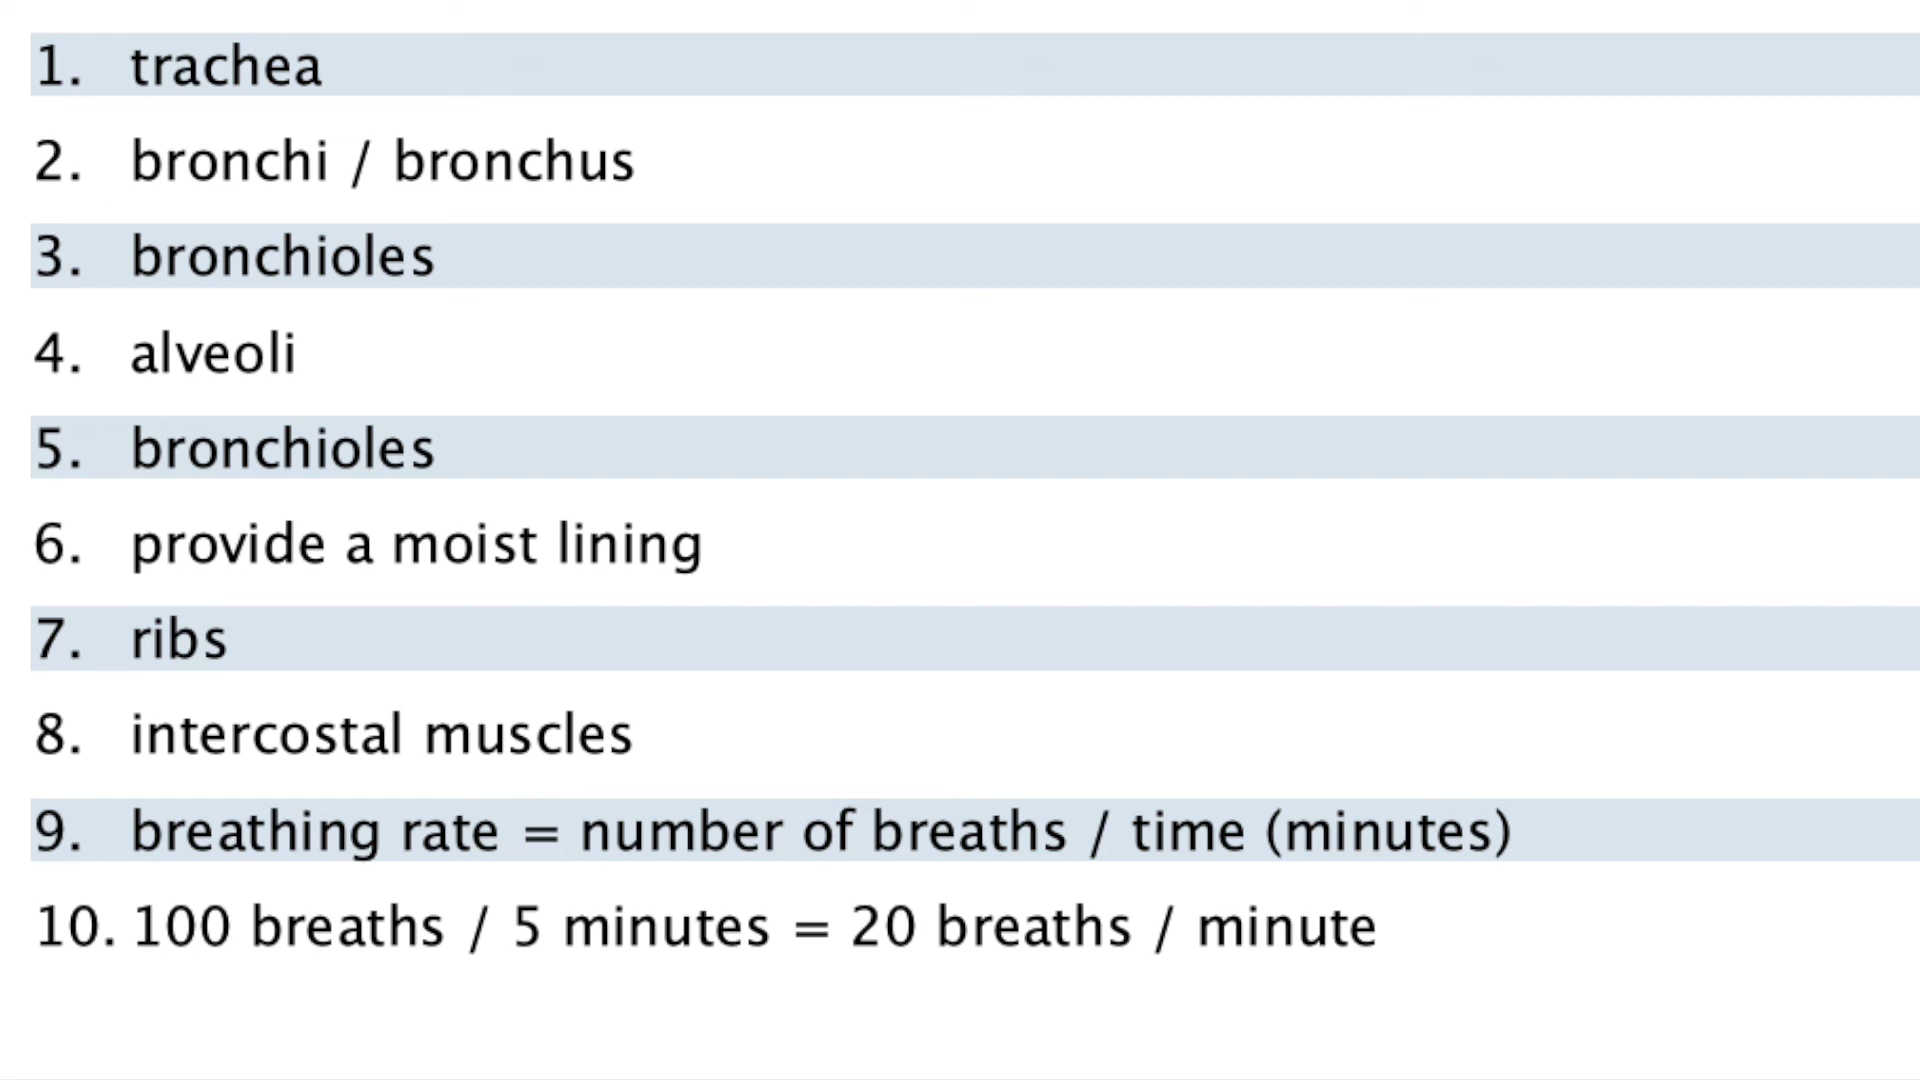 1. trachea
2. bronchi / bronchus
3. bronchioles
4. alveoli
5. bronchioles
6. provide a moist lining
7. ribs
8. intercostal muscles
9. breathing rate = number of breaths / time (minutes)
10. 100 breaths / 5 minutes = 20 breaths / minute